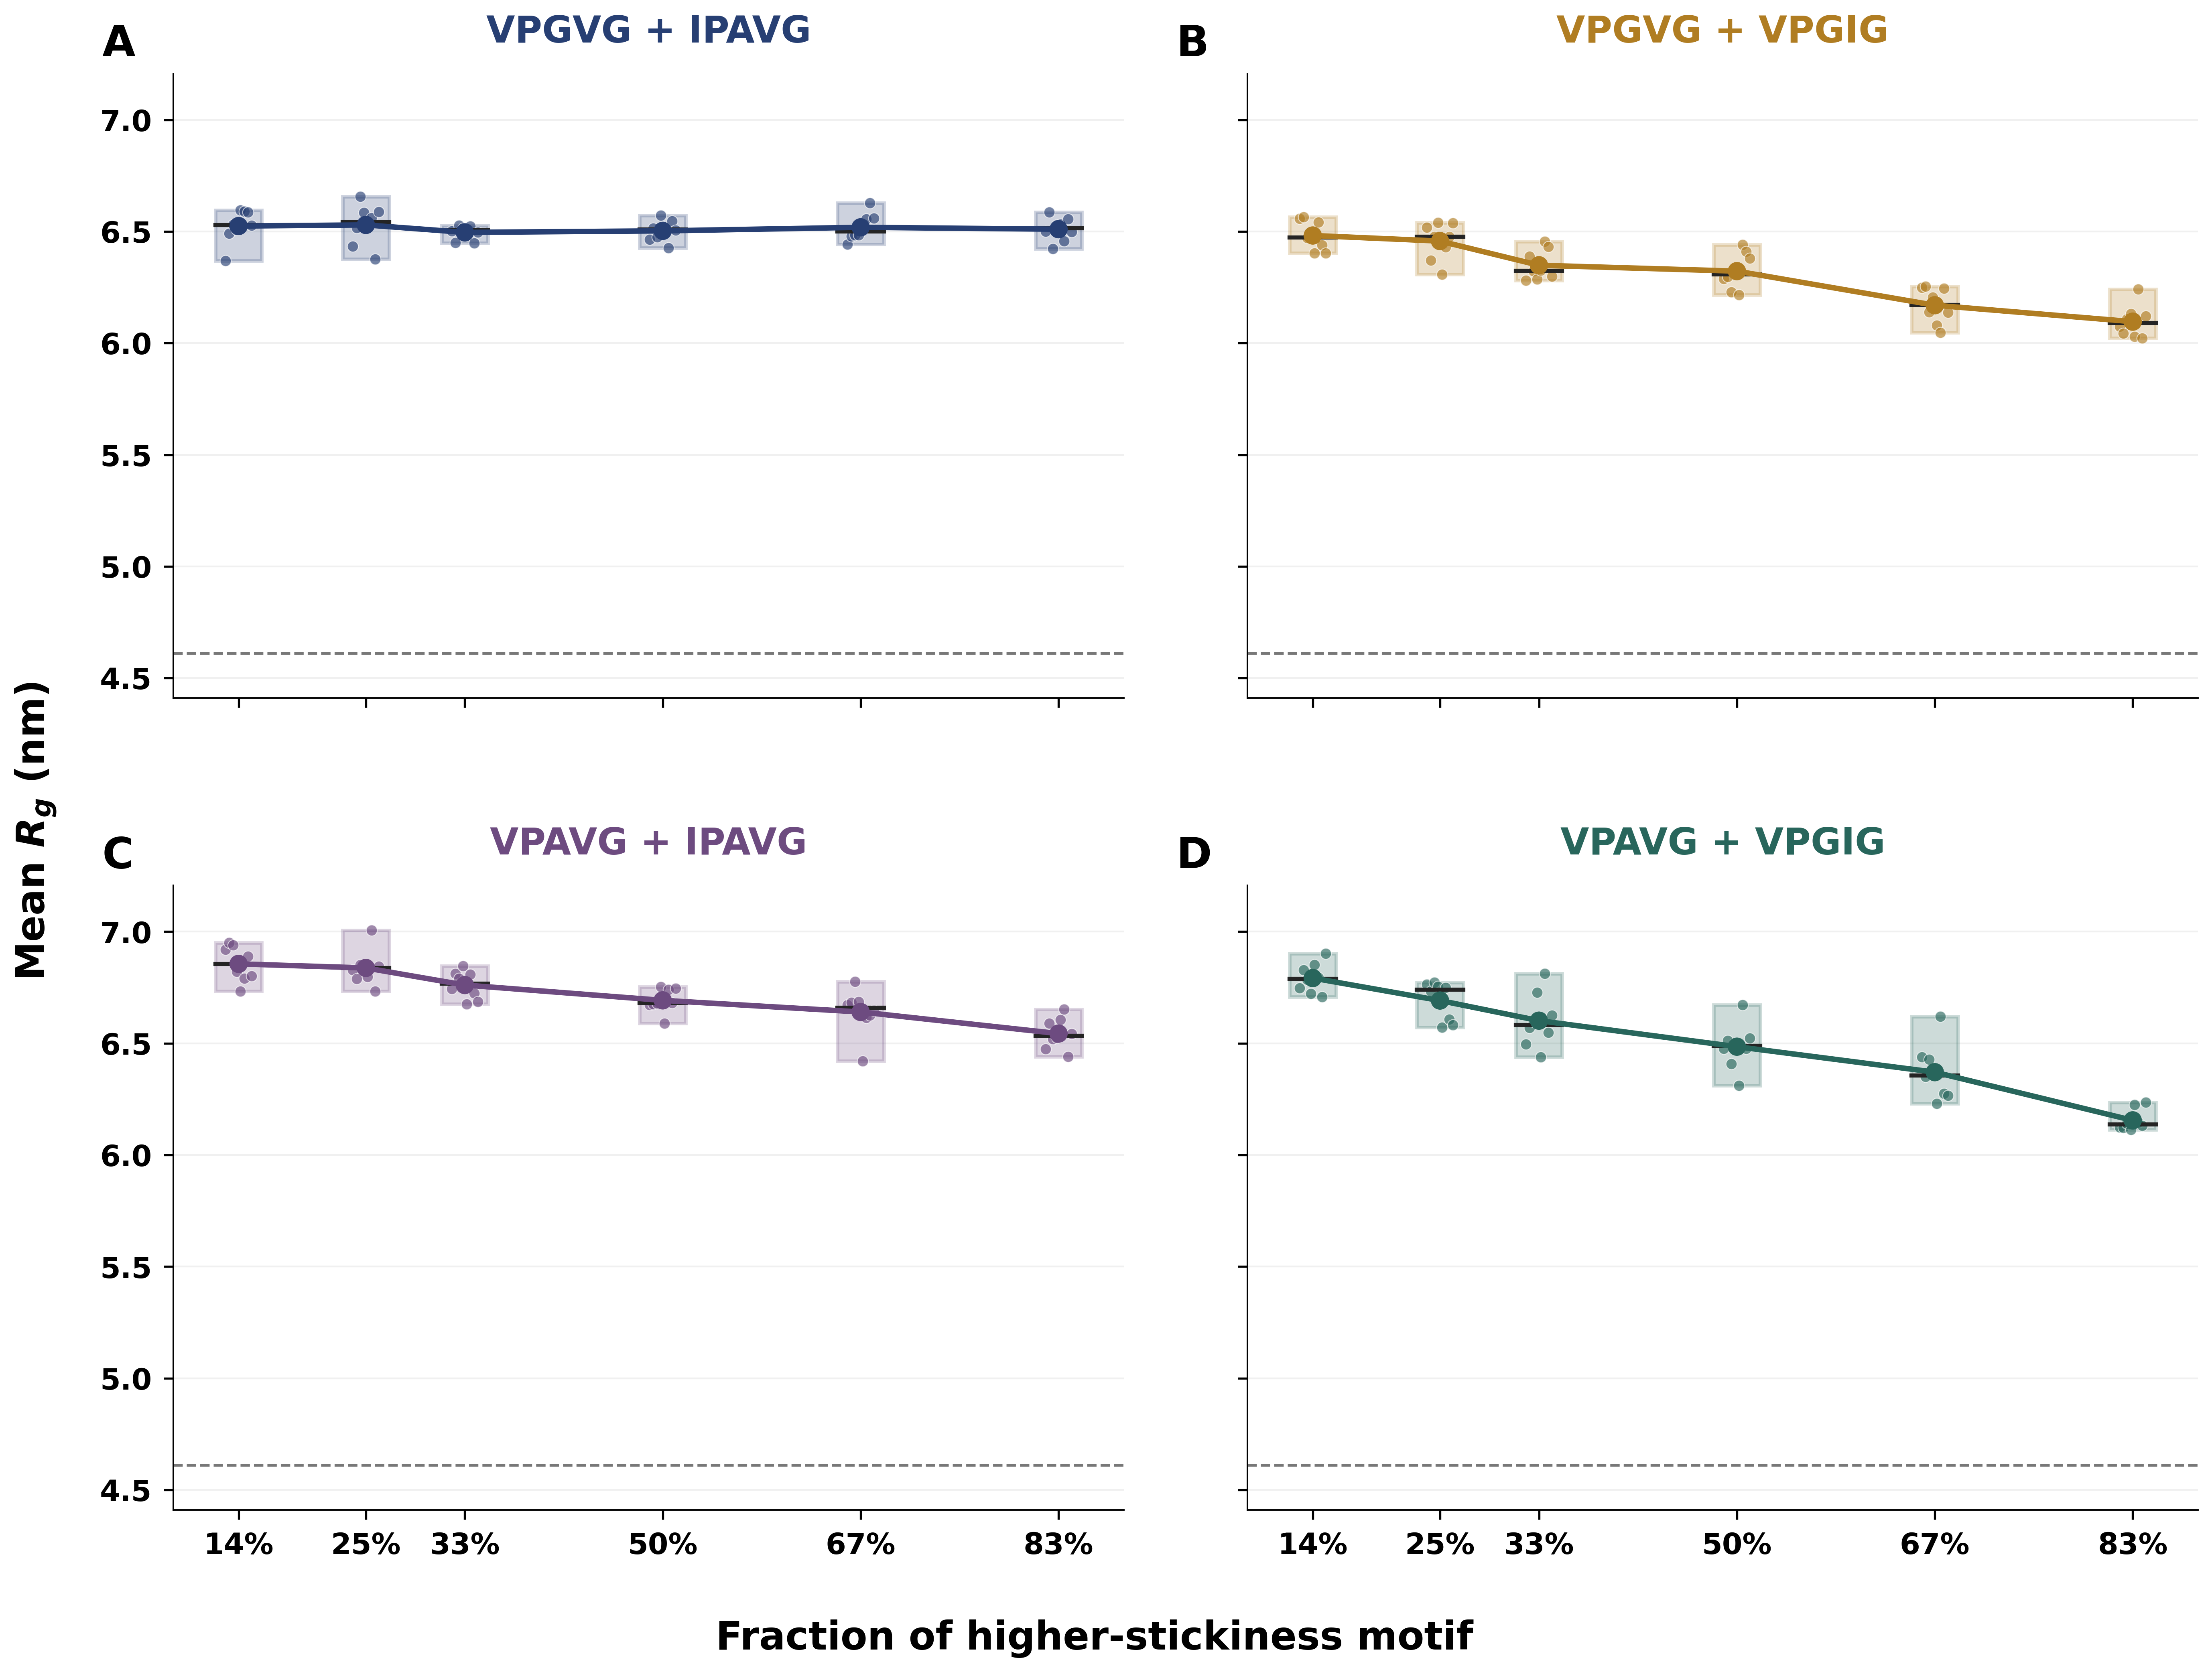 A
VPGVG + IPAVG
B
VPGVG + VPGIG
7.0
6.5
6.0
5.5
5.0
4.5
Mean Rg (nm)
C
VPAVG + IPAVG
D
VPAVG + VPGIG
7.0
6.5
6.0
5.5
5.0
4.5
14% 25% 33% 50% 67% 83%
14% 25% 33% 50% 67% 83%
Fraction of higher-stickiness motif